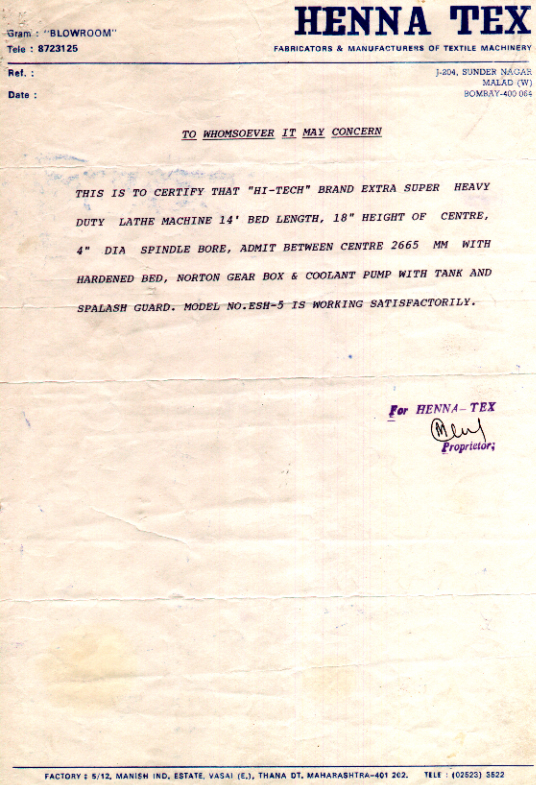 Gram : "BLOWROOM"
Tele : 8723125
HENNA TEX
FABRICATORS & MANUFACTURERS OF TEXTILE MACHINERY
Ref. :
Date :
J-204, SUNDER NAGAR
MALAD (W)
BOMBAY-400 064
TO WHOMSOEVER IT MAY CONCERN
THIS IS TO CERTIFY THAT "HI-TECH" BRAND EXTRA SUPER HEAVY
DUTY LATHE MACHINE 14' BED LENGTH, 18" HEIGHT OF CENTRE,
4" DIA SPINDLE BORE, ADMIT BETWEEN CENTRE 2665 MM WITH
HARDENED BED, NORTON GEAR BOX & COOLANT PUMP WITH TANK AND
SPALASH GUARD. MODEL NO.ESH-5 IS WORKING SATISFACTORILY.
For HENNA-TEX
Proprietor;
FACTORY : 5/12, MANISH IND, ESTATE, VASAI (E.), THANA DT. MAHARASHTRA-401 202. TELE : (02523) 3522